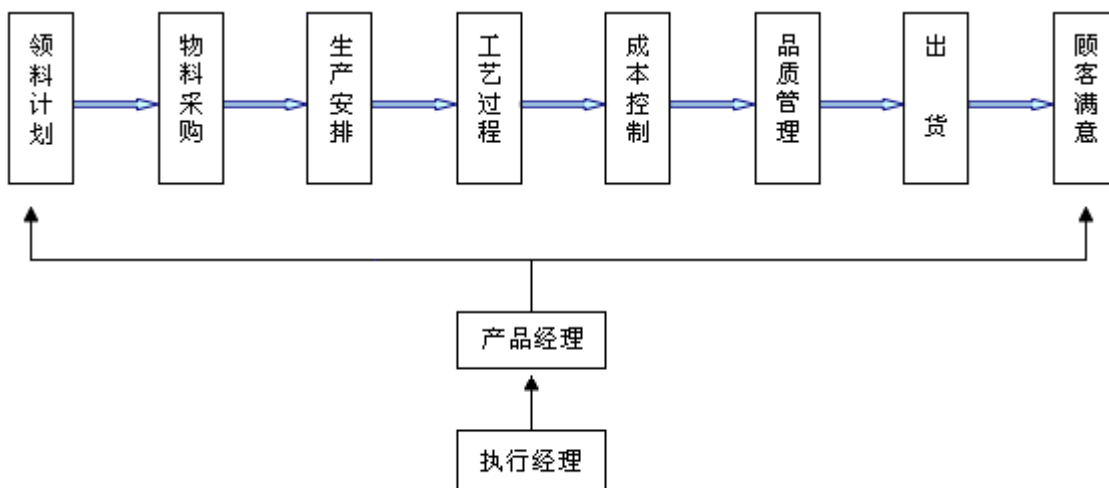 领料计划
物料采购
生产安排
工艺过程
成本控制
品质管理
出货
顾客满意
产品经理
执行经理